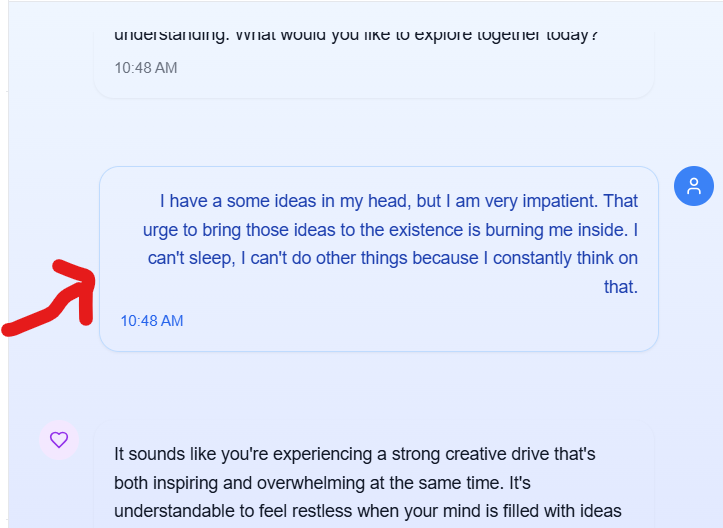 understanding. What would you like to explore together today?
10:48 AM
I have a some ideas in my head, but I am very impatient. That
urge to bring those ideas to the existence is burning me inside. I
can't sleep, I can't do other things because I constantly think on
that.
10:48 AM
It sounds like you're experiencing a strong creative drive that's
both inspiring and overwhelming at the same time. It's
understandable to feel restless when your mind is filled with ideas